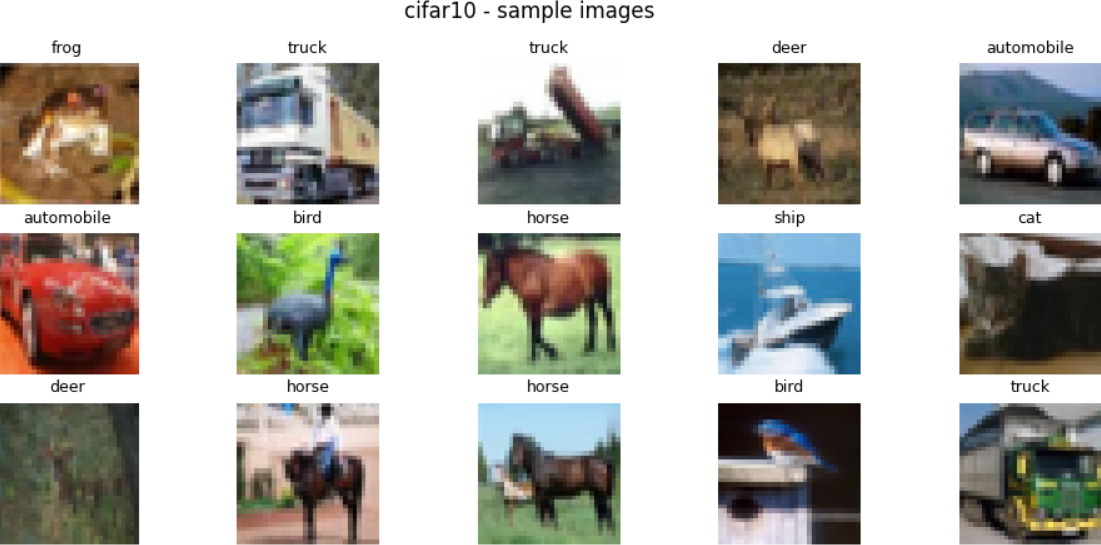 cifar10 - sample images
frog truck truck deer automobile
automobile bird horse ship cat
deer horse horse bird truck